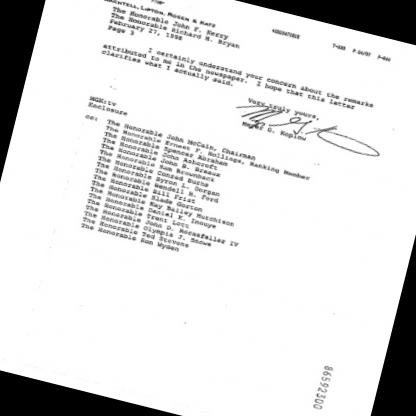 LIPTON, ROSEN & KATZ
The Honorable John F. Kerry
The Honorable Richard H. Bryan
February 27, 1998
Page 3
I certainly understand your concern about the remarks
attributed to me in the newspaper. I hope that this letter
clarifies what I actually said.
Very truly yours,
G. Koplow
MGK:tv
Enclosure
cc: The Honorable John McCain, Chairman
The Honorable Ernest F. Hollings, Ranking Member
The Honorable Spencer Abraham
The Honorable John Ashcroft
The Honorable John B. Breaux
The Honorable Sam Brownback
The Honorable Conrad Burns
The Honorable Byron L. Dorgan
The Honorable Wendell H. Ford
The Honorable Bill Frist
The Honorable Slade Gorton
The Honorable Kay Bailey Hutchison
The Honorable Daniel K. Inouye
The Honorable Trent Lott
The Honorable John D. Rockefeller IV
The Honorable Olympia J. Snowe
The Honorable Ted Stevens
The Honorable Ron Wyden
86592300